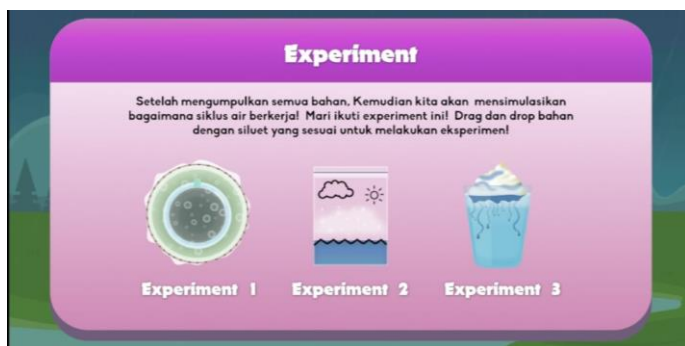 Experiment
Setelah mengumpulkan semua bahan, Kemudian kita akan mensimulasikan
bagaimana siklus air berkerja! Mari ikuti experiment ini! Drag dan drop bahan
dengan siluet yang sesuai untuk melakukan eksperimen!
Experiment 1
Experiment 2
Experiment 3